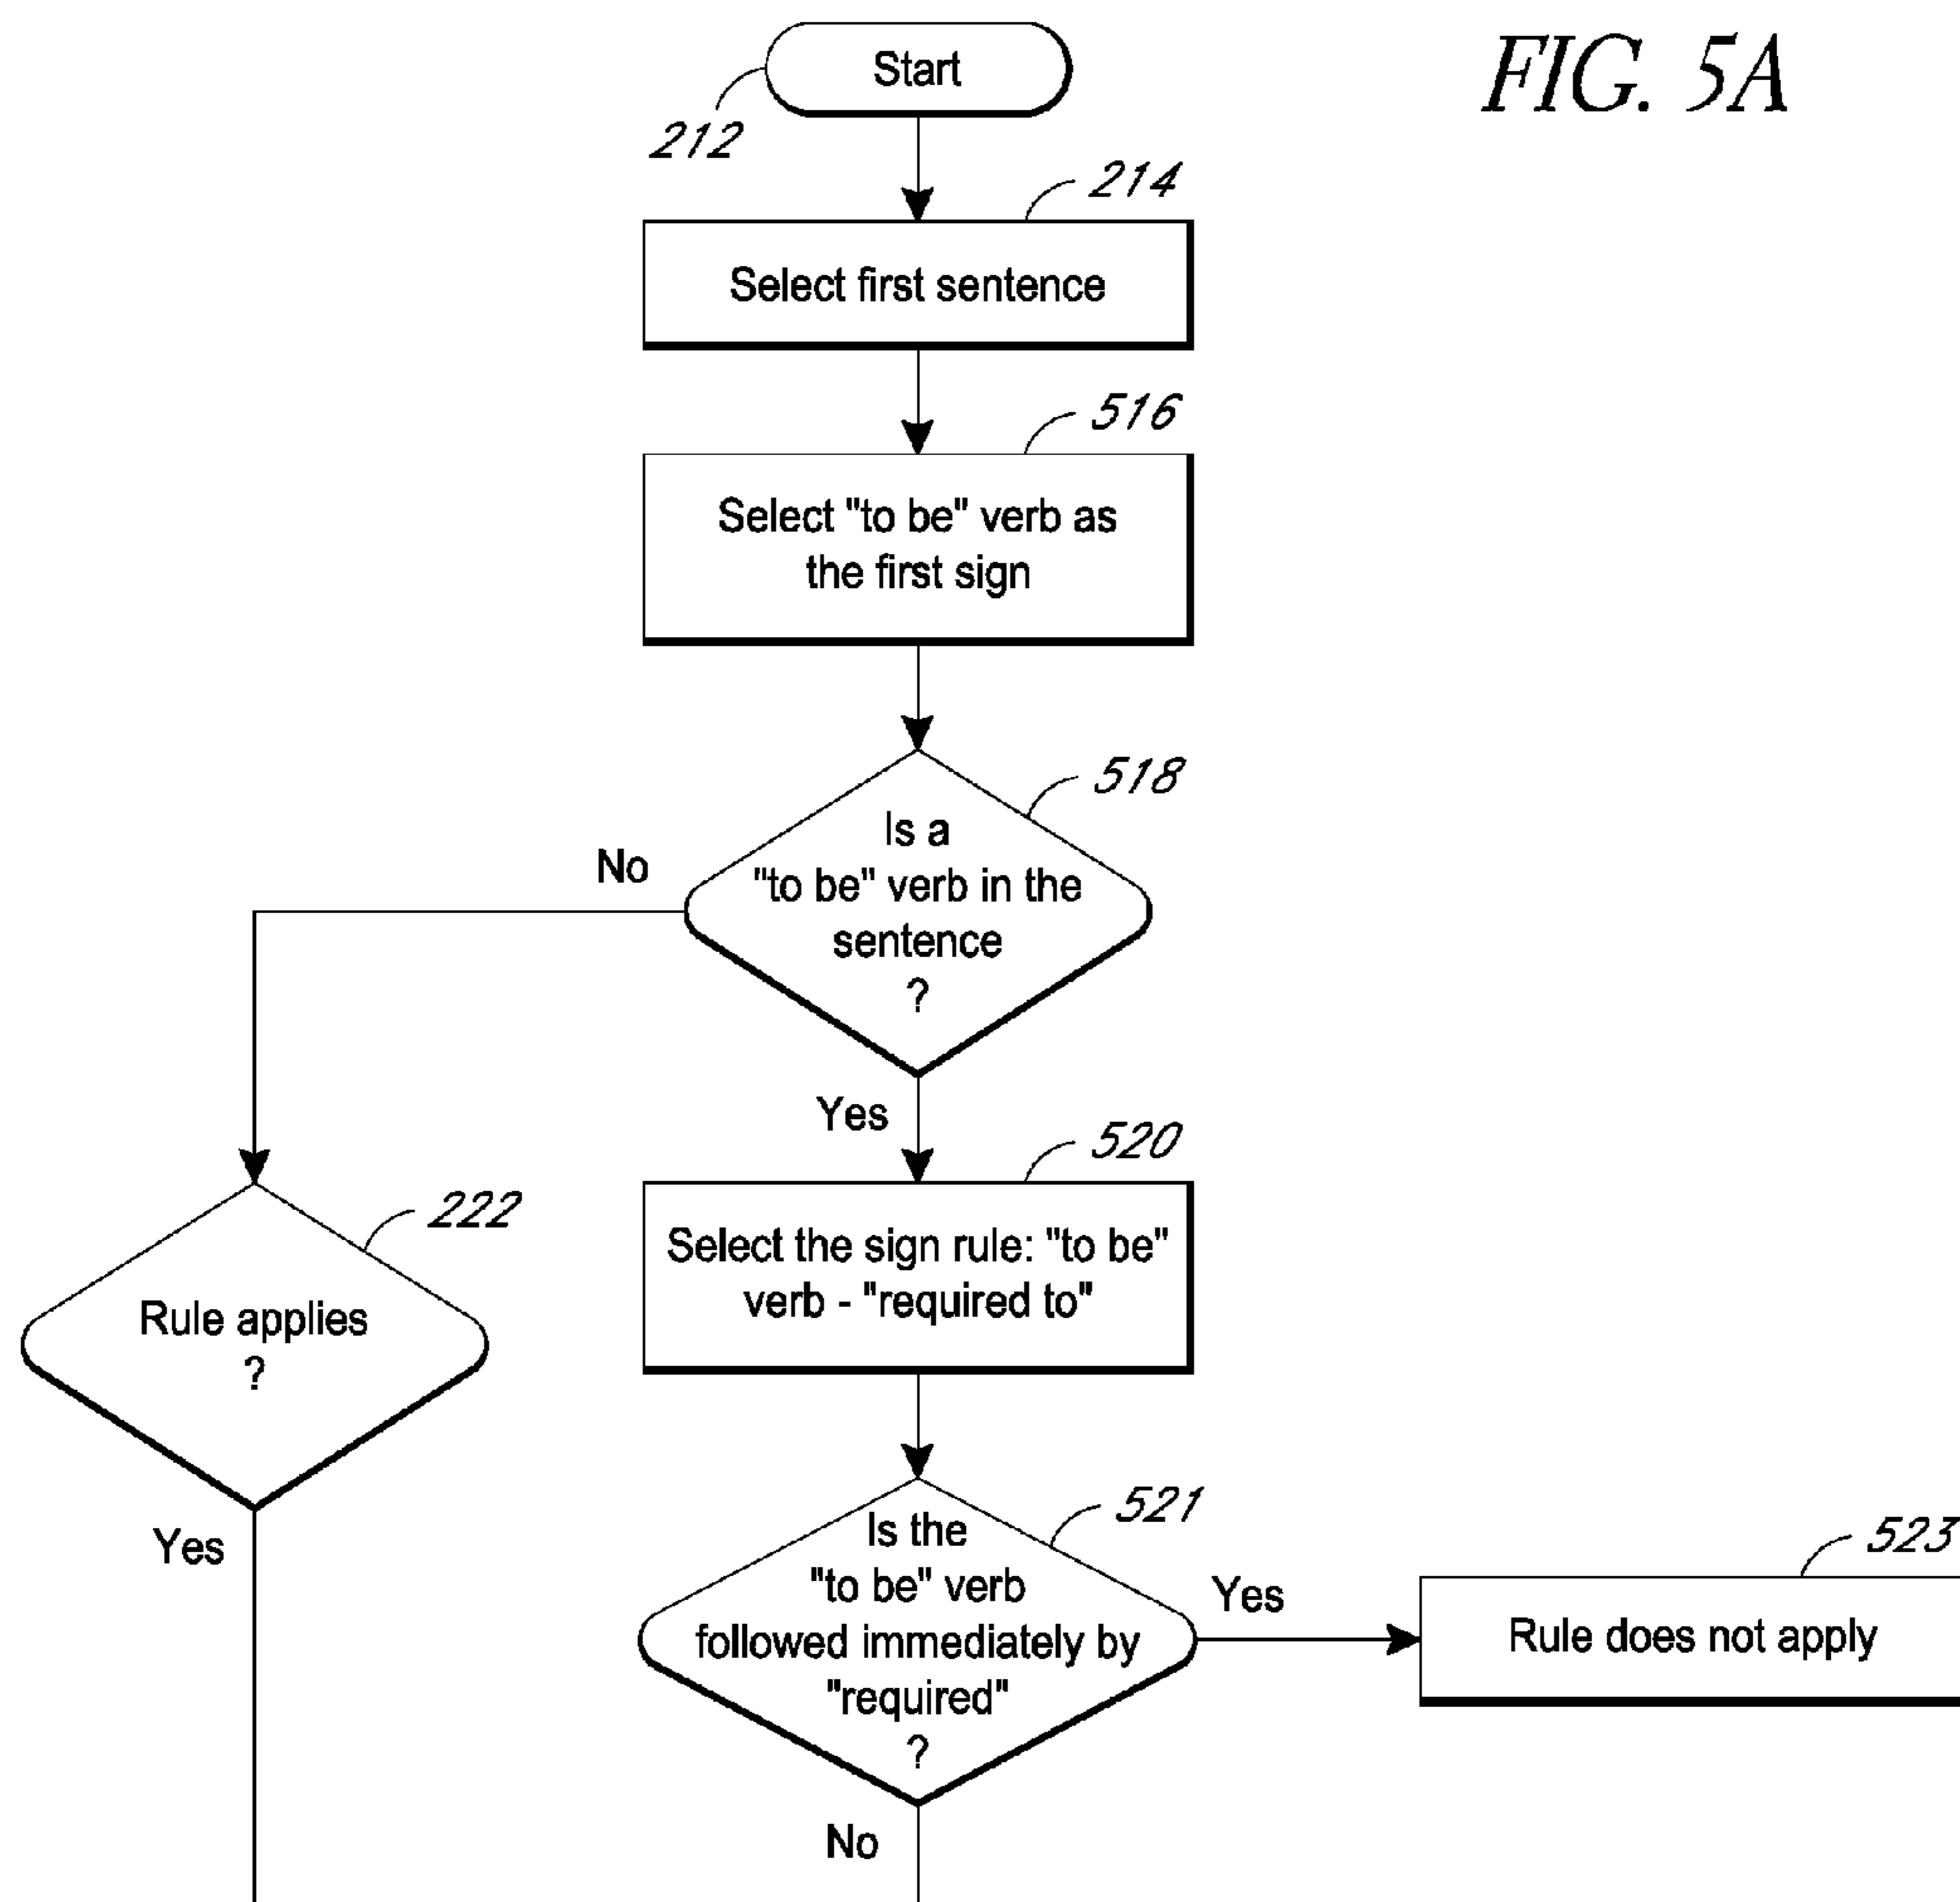 FIG. 5A
Start
212
214
Select first sentence
516
Select "to be" verb as
the first sign
518
Is a
"to be" verb in the
sentence
?
No
Yes
520
Select the sign rule: "to be"
verb - "required to"
222
Rule applies
?
Yes
521
Is the
"to be" verb
followed immediately by
"required"
?
Yes
523
Rule does not apply
No